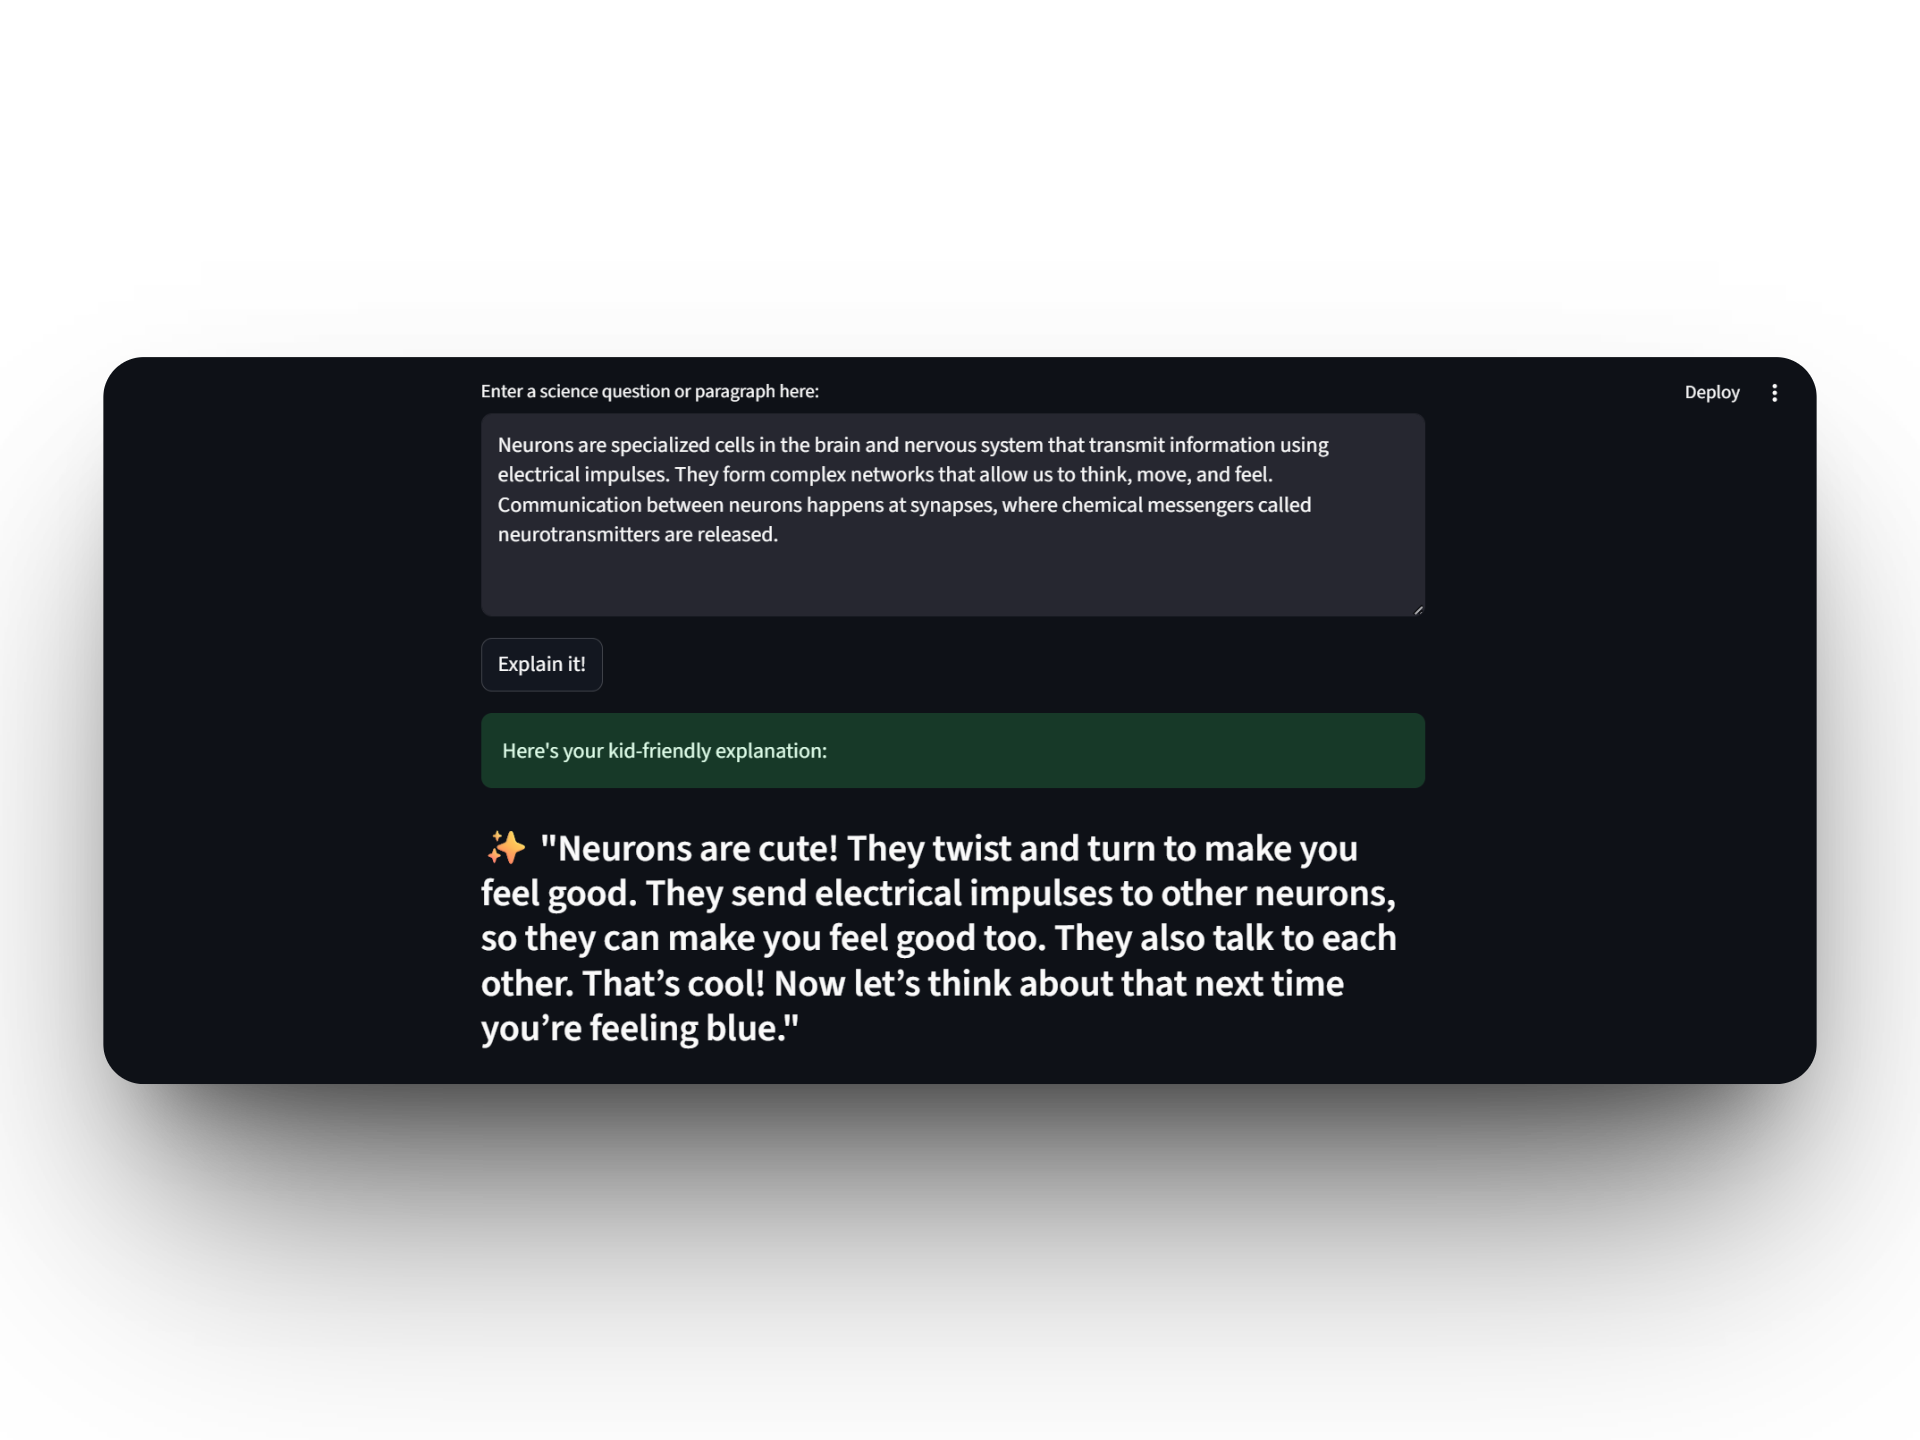 Enter a science question or paragraph here:
Deploy
Neurons are specialized cells in the brain and nervous system that transmit information using
electrical impulses. They form complex networks that allow us to think, move, and feel.
Communication between neurons happens at synapses, where chemical messengers called
neurotransmitters are released.
Explain it!
Here's your kid-friendly explanation:
✨ "Neurons are cute! They twist and turn to make you
feel good. They send electrical impulses to other neurons,
so they can make you feel good too. They also talk to each
other. That’s cool! Now let’s think about that next time
you’re feeling blue."